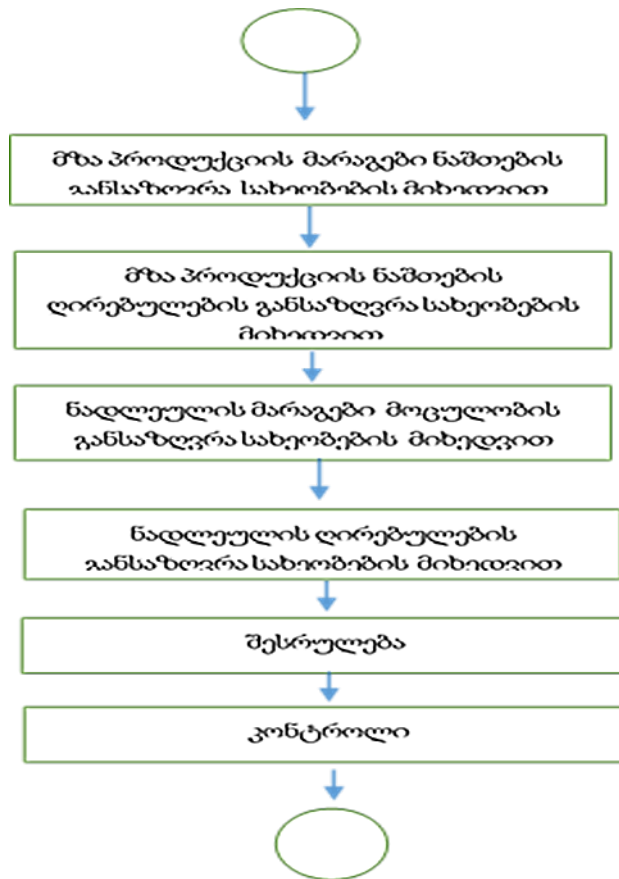 მზა პროდუქციის მარაგები ნაშთების
განსაზღვრა სახეობების მიხედვით
მზა პროდუქციის ნაშთების
ღირებულების განსაზღვრა სახეობების
მიხედვით
ნადლეულის მარაგები მოცულობის
განსაზღვრა სახეობების მიხედვით
ნადლეულის ღირებულების
განსაზღვრა სახეობების მიხედვით
შესრულება
კონტროლი